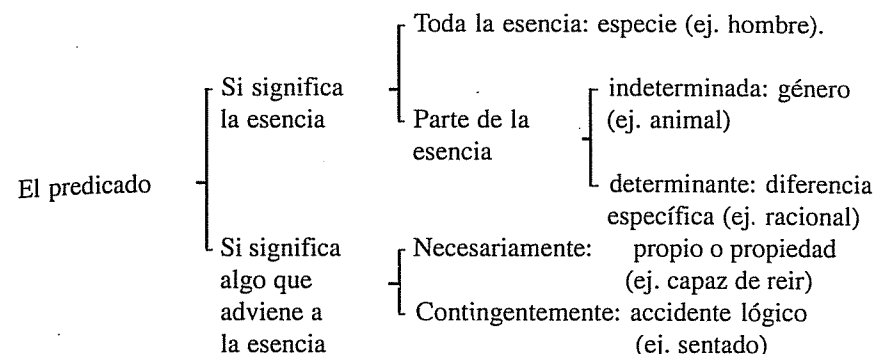 Toda la esencia: especie (ej. hombre).
Si significa
la esencia
Parte de la
esencia
indeterminada: género
(ej. animal)
determinante: diferencia
específica (ej. racional)
El predicado
Si significa
algo que
adviene a
la esencia
Necesariamente: propio o propiedad
(ej. capaz de reir)
Contingentemente: accidente lógico
(ej. sentado)